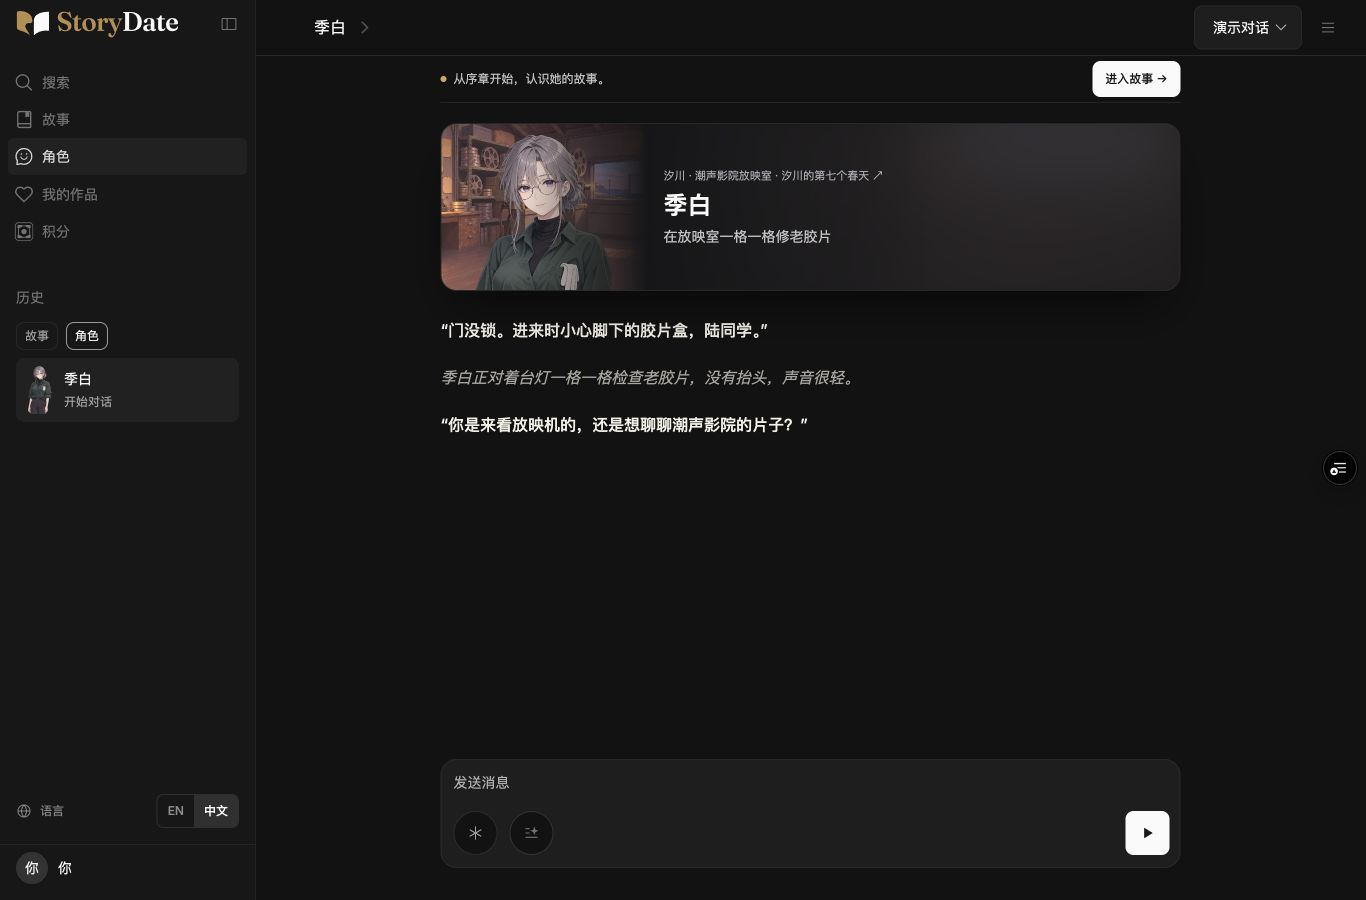 StoryDate
搜索
故事
角色
我的作品
积分
历史
故事
角色
季白
开始对话
语言
EN
中文
你
你
季白
演示对话
从序章开始，认识她的故事。
进入故事 →
汐川 · 潮声影院放映室 · 汐川的第七个春天 ↗
季白
在放映室一格一格修老胶片
“门没锁。进来时小心脚下的胶片盒，陆同学。”
季白正对着台灯一格一格检查老胶片，没有抬头，声音很轻。
“你是来看放映机的，还是想聊聊潮声影院的片子？”
发送消息